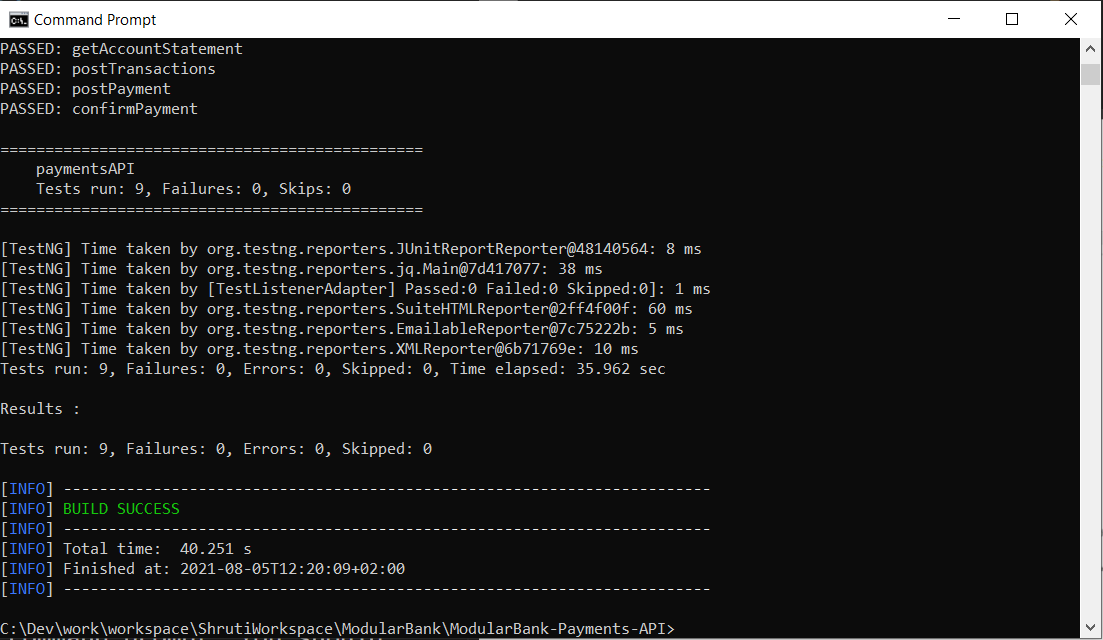 Command Prompt
PASSED: getAccountStatement
PASSED: postTransactions
PASSED: postPayment
PASSED: confirmPayment
===============================================
    paymentsAPI
    Tests run: 9, Failures: 0, Skips: 0
===============================================
[TestNG] Time taken by org.testng.reporters.JUnitReportReporter@48140564: 8 ms
[TestNG] Time taken by org.testng.reporters.jq.Main@7d417077: 38 ms
[TestNG] Time taken by [TestListenerAdapter] Passed:0 Failed:0 Skipped:0]: 1 ms
[TestNG] Time taken by org.testng.reporters.SuiteHTMLReporter@2ff4f00f: 60 ms
[TestNG] Time taken by org.testng.reporters.EmailableReporter@7c75222b: 5 ms
[TestNG] Time taken by org.testng.reporters.XMLReporter@6b71769e: 10 ms
Tests run: 9, Failures: 0, Errors: 0, Skipped: 0, Time elapsed: 35.962 sec
Results :
Tests run: 9, Failures: 0, Errors: 0, Skipped: 0
[INFO] ------------------------------------------------------------------------
[INFO] BUILD SUCCESS
[INFO] ------------------------------------------------------------------------
[INFO] Total time:  40.251 s
[INFO] Finished at: 2021-08-05T12:20:09+02:00
[INFO] ------------------------------------------------------------------------
C:\Dev\work\workspace\ShrutiWorkspace\ModularBank\ModularBank-Payments-API>